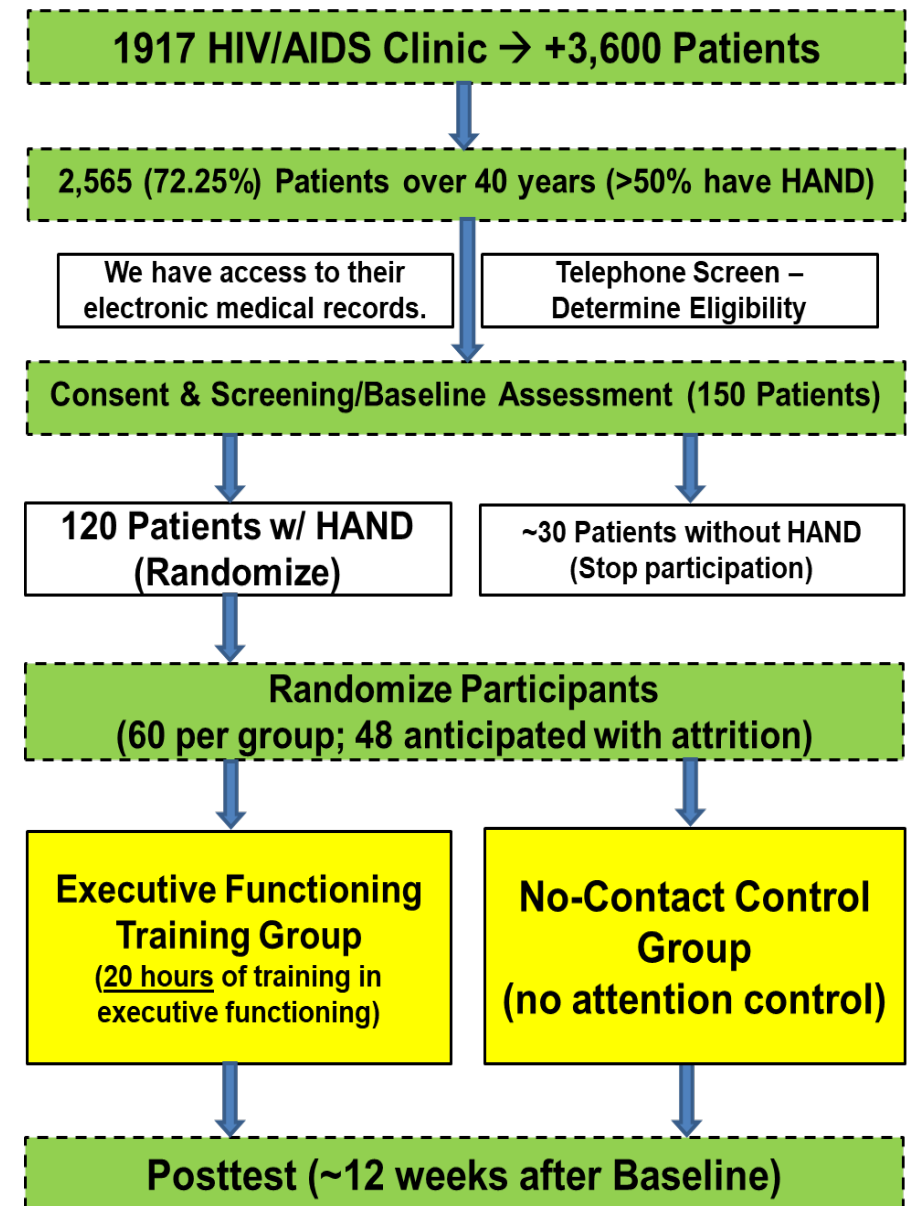 1917 HIV/AIDS Clinic → +3,600 Patients
2,565 (72.25%) Patients over 40 years (>50% have HAND)
We have access to their
electronic medical records.
Telephone Screen –
Determine Eligibility
Consent & Screening/Baseline Assessment (150 Patients)
120 Patients w/ HAND
(Randomize)
~30 Patients without HAND
(Stop participation)
Randomize Participants
(60 per group; 48 anticipated with attrition)
Executive Functioning
Training Group
(20 hours of training in
executive functioning)
No-Contact Control
Group
(no attention control)
Posttest (~12 weeks after Baseline)